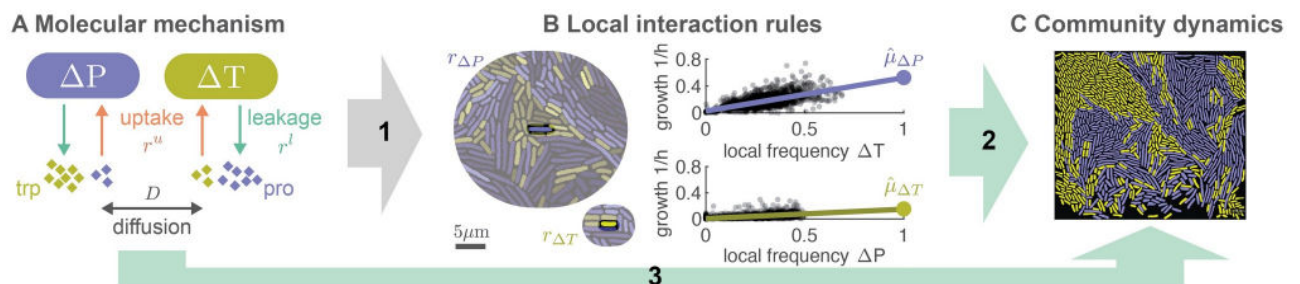 A Molecular mechanism
ΔP
ΔT
uptake
r^u
leakage
r^l
trp
pro
D
diffusion
1
B Local interaction rules
r_ΔP
5μm
r_ΔT
growth 1/h
0.8
0.4
0
0
0.5
1
μ̂_ΔP
local frequency ΔT
growth 1/h
0.8
0.4
0
0
0.5
1
μ̂_ΔT
local frequency ΔP
2
C Community dynamics
3